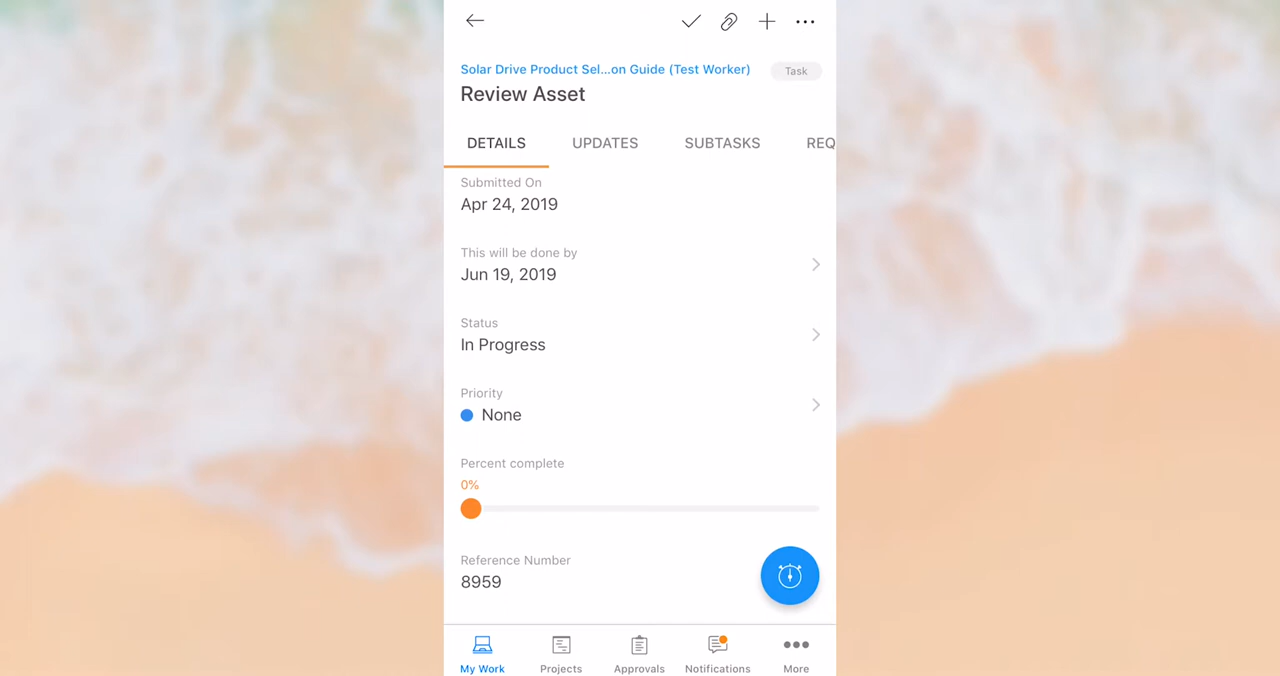 Solar Drive Product Sel...on Guide (Test Worker)
Task
Review Asset
DETAILS UPDATES SUBTASKS REQ
Submitted On
Apr 24, 2019
This will be done by
Jun 19, 2019
Status
In Progress
Priority
None
Percent complete
0%
Reference Number
8959
My Work Projects Approvals Notifications More